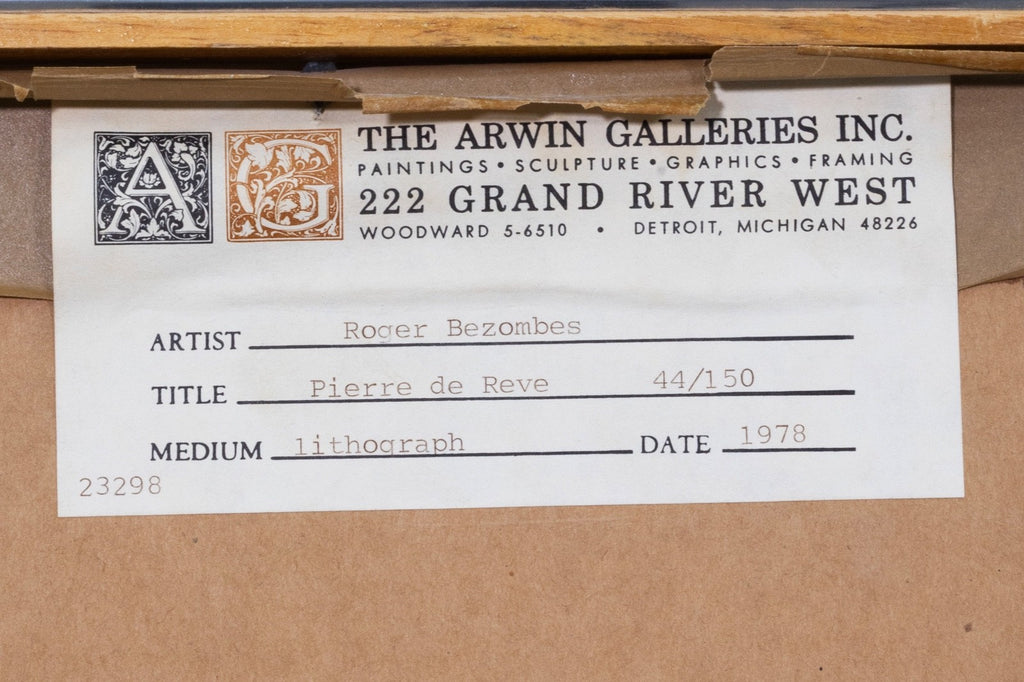 A G
THE ARWIN GALLERIES INC.
PAINTINGS • SCULPTURE • GRAPHICS • FRAMING
222 GRAND RIVER WEST
WOODWARD 5-6510 • DETROIT, MICHIGAN 48226
ARTIST Roger Bezombes
TITLE Pierre de Reve 44/150
MEDIUM lithograph DATE 1978
23298